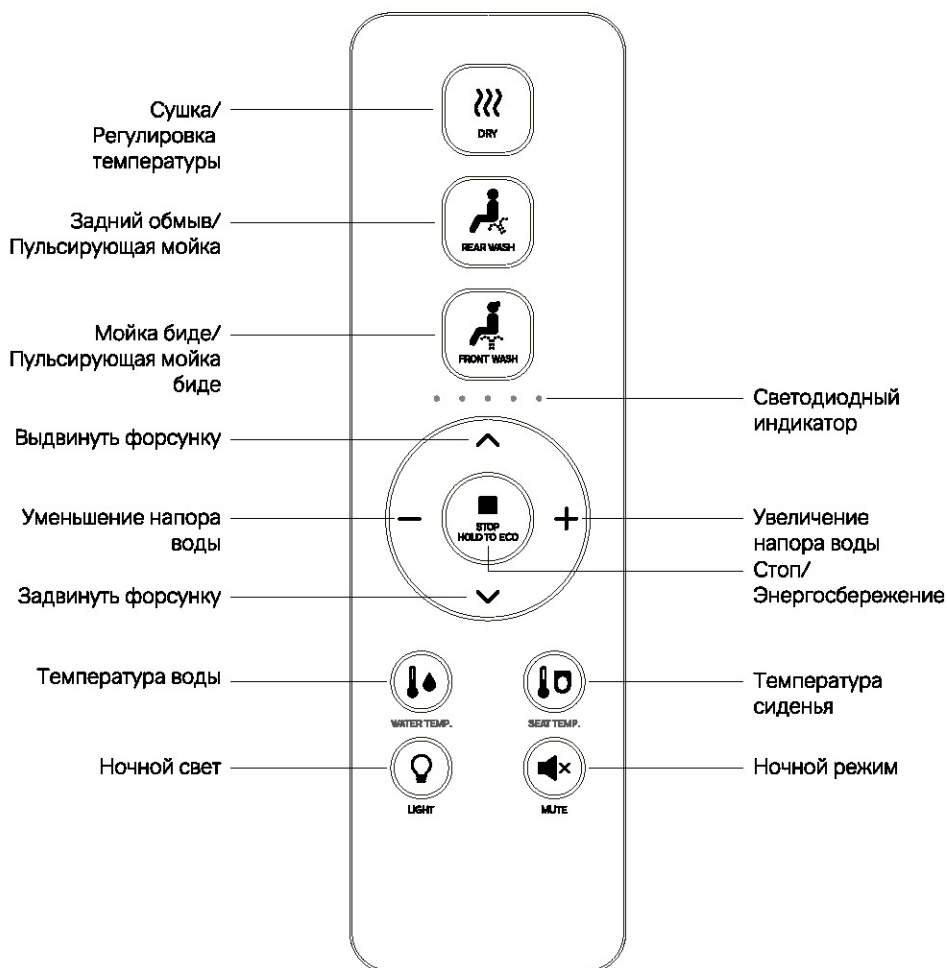 DRY
Сушка/
Регулировка
температуры
REAR WASH
Задний обмыв/
Пульсирующая мойка
FRONT WASH
Мойка биде/
Пульсирующая мойка
биде
Светодиодный
индикатор
Выдвинуть форсунку
Уменьшение напора
воды
STOP
HOLD TO ECO
Увеличение
напора воды
Стоп/
Энергосбережение
Задвинуть форсунку
Температура воды
WATER TEMP.
SEAT TEMP.
Температура
сиденья
Ночной свет
LIGHT
MUTE
Ночной режим